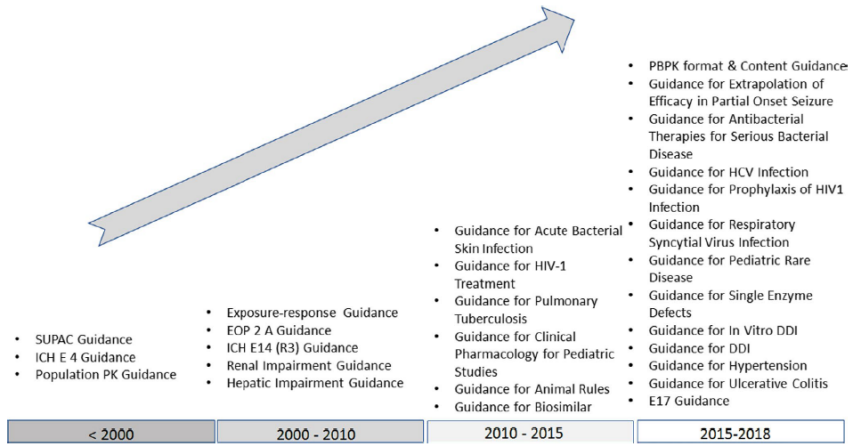 • SUPAC Guidance
• ICH E 4 Guidance
• Population PK Guidance
• Exposure-response Guidance
• EOP 2 A Guidance
• ICH E14 (R3) Guidance
• Renal Impairment Guidance
• Hepatic Impairment Guidance
• Guidance for Acute Bacterial
Skin Infection
• Guidance for HIV-1
Treatment
• Guidance for Pulmonary
Tuberculosis
• Guidance for Clinical
Pharmacology for Pediatric
Studies
• Guidance for Animal Rules
• Guidance for Biosimilar
• PBPK format & Content Guidance
• Guidance for Extrapolation of
Efficacy in Partial Onset Seizure
• Guidance for Antibacterial
Therapies for Serious Bacterial
Disease
• Guidance for HCV Infection
• Guidance for Prophylaxis of HIV1
Infection
• Guidance for Respiratory
Syncytial Virus Infection
• Guidance for Pediatric Rare
Disease
• Guidance for Single Enzyme
Defects
• Guidance for In Vitro DDI
• Guidance for DDI
• Guidance for Hypertension
• Guidance for Ulcerative Colitis
• E17 Guidance
< 2000
2000 - 2010
2010 - 2015
2015-2018